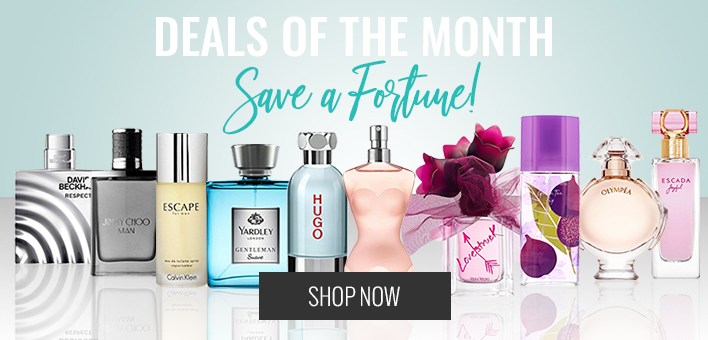 DEALS OF THE MONTH
Save a Fortune!
DAVID
BECKHAM
RESPECT
JIMMY CHOO
MAN
ESCAPE
for men
Calvin Klein
YARDLEY
LONDON
GENTLEMAN
Suave
HUGO
Lovestruck
OLYMPÉA
ESCADA
Joyful
SHOP NOW